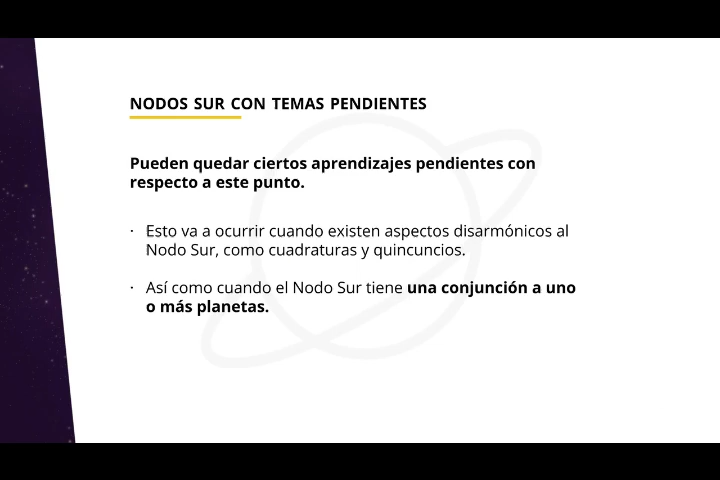 NODOS SUR CON TEMAS PENDIENTES
Pueden quedar ciertos aprendizajes pendientes con
respecto a este punto.
· Esto va a ocurrir cuando existen aspectos disarmónicos al
Nodo Sur, como cuadraturas y quincuncios.
· Así como cuando el Nodo Sur tiene una conjunción a uno
o más planetas.